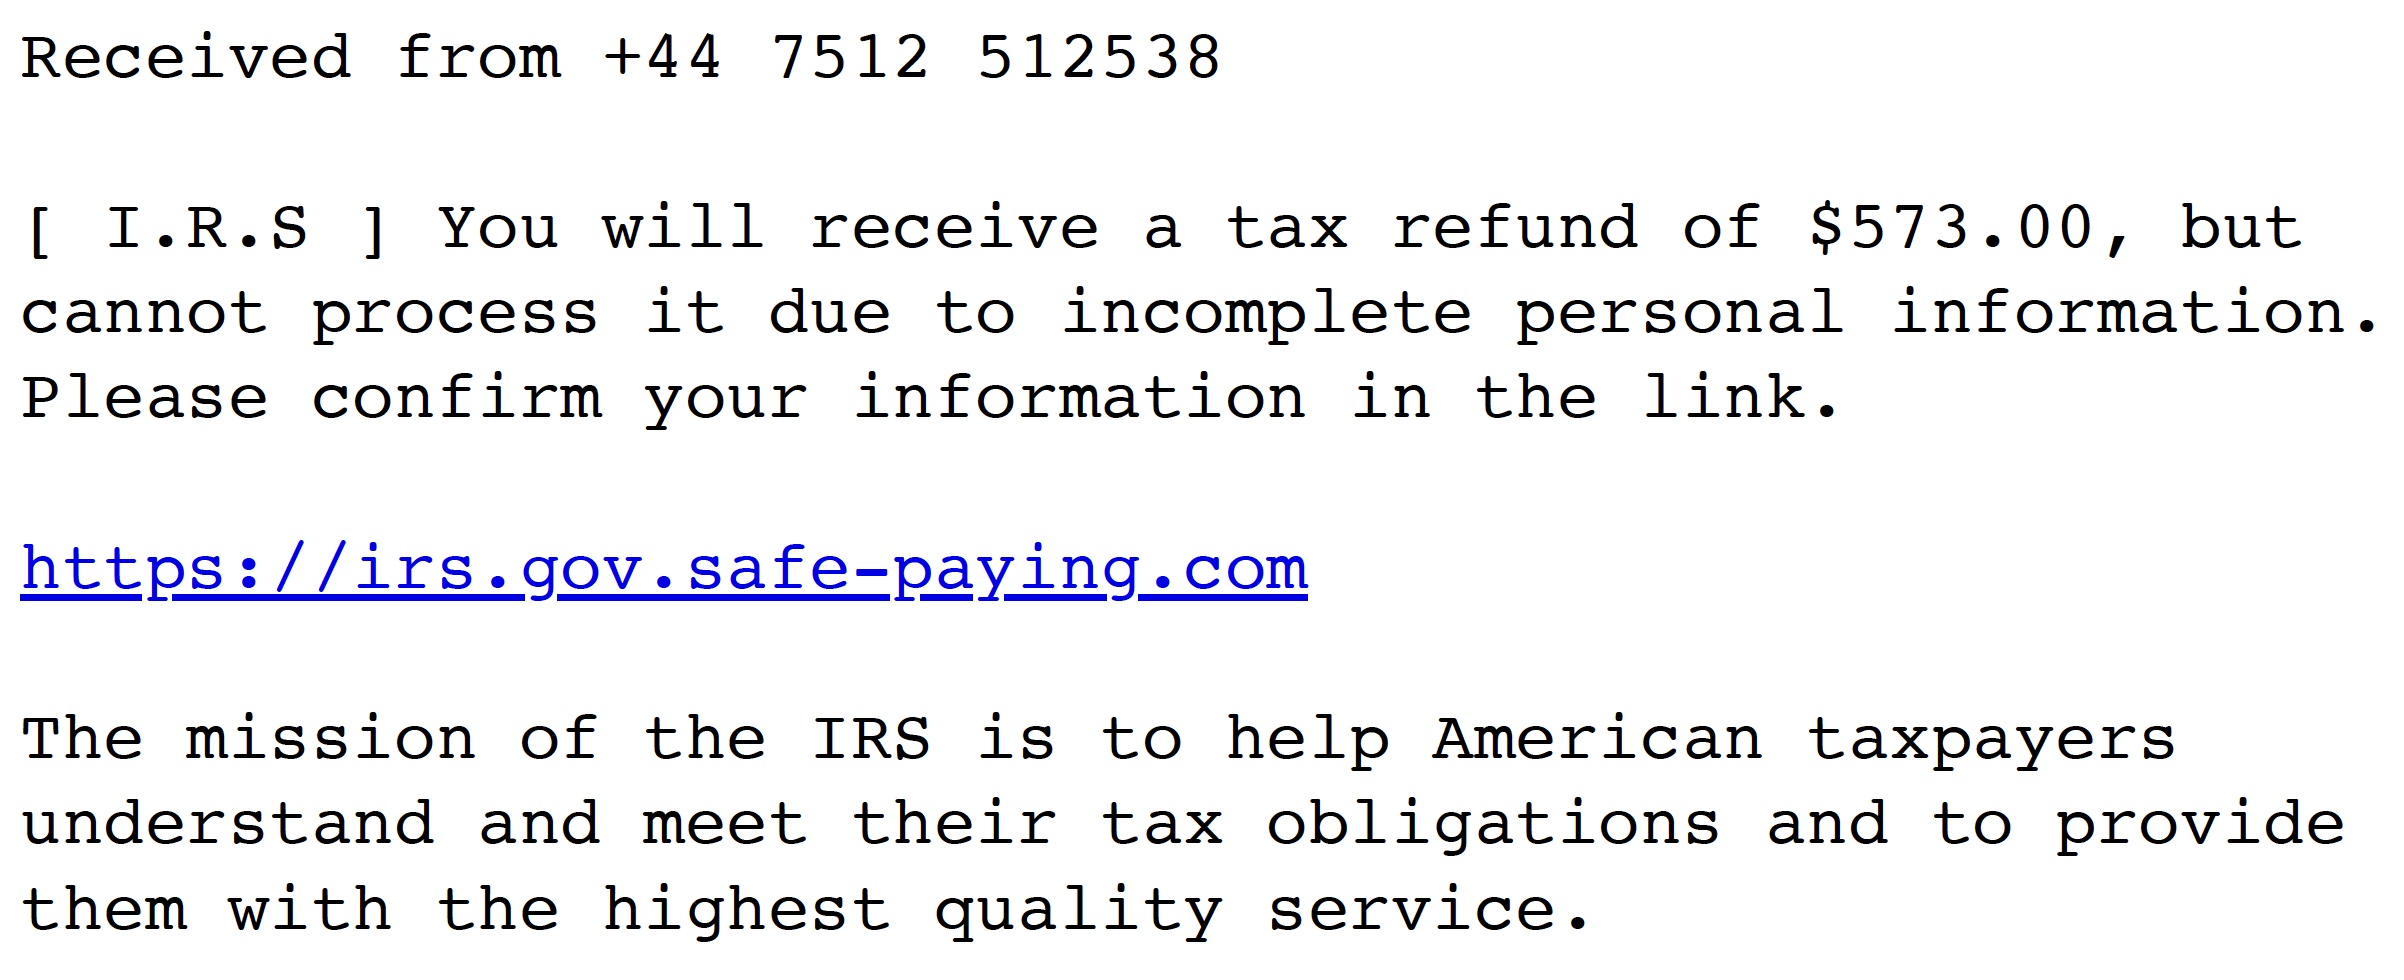 Received from +44 7512 512538
[ I.R.S ] You will receive a tax refund of $573.00, but
cannot process it due to incomplete personal information.
Please confirm your information in the link.
https://irs.gov.safe-paying.com
The mission of the IRS is to help American taxpayers
understand and meet their tax obligations and to provide
them with the highest quality service.